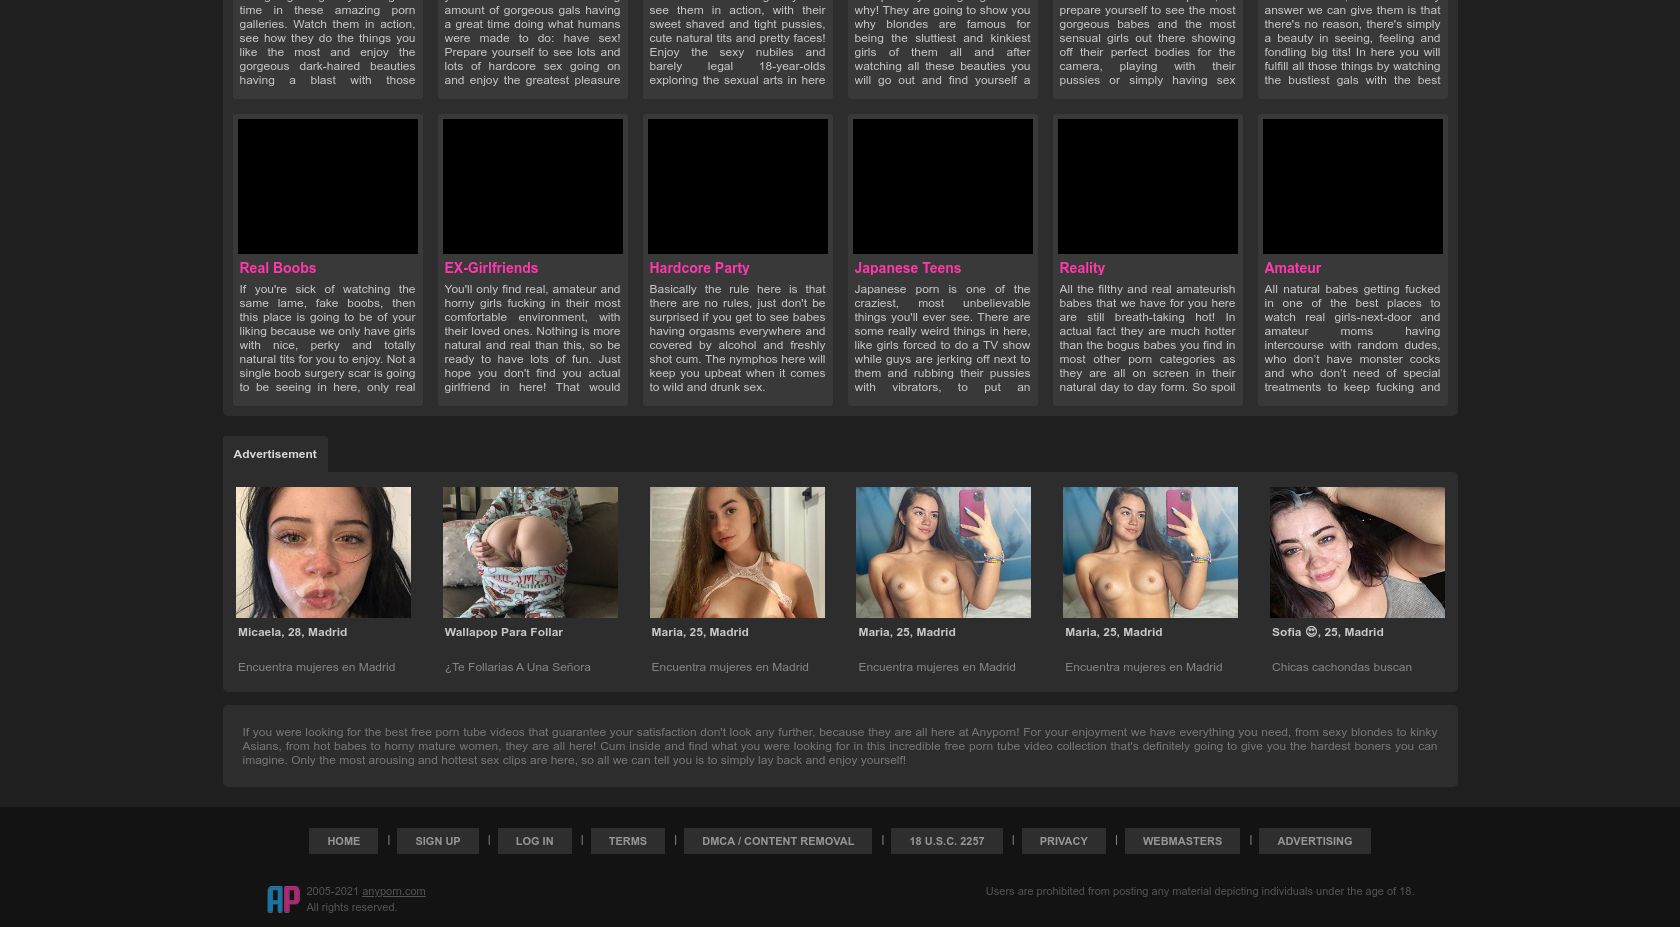 time in these amazing porn
galleries. Watch them in action,
see how they do the things you
like the most and enjoy the
gorgeous dark-haired beauties
having a blast with those
amount of gorgeous gals having
a great time doing what humans
were made to do: have sex!
Prepare yourself to see lots and
lots of hardcore sex going on
and enjoy the greatest pleasure
see them in action, with their
sweet shaved and tight pussies,
cute natural tits and pretty faces!
Enjoy the sexy nubiles and
barely legal 18-year-olds
exploring the sexual arts in here
why! They are going to show you
why blondes are famous for
being the sluttiest and kinkiest
girls of them all and after
watching all these beauties you
will go out and find yourself a
prepare yourself to see the most
gorgeous babes and the most
sensual girls out there showing
off their perfect bodies for the
camera, playing with their
pussies or simply having sex
answer we can give them is that
there's no reason, there's simply
a beauty in seeing, feeling and
fondling big tits! In here you will
fulfill all those things by watching
the bustiest gals with the best
Real Boobs
If you're sick of watching the
same lame, fake boobs, then
this place is going to be of your
liking because we only have girls
with nice, perky and totally
natural tits for you to enjoy. Not a
single boob surgery scar is going
to be seeing in here, only real
EX-Girlfriends
You'll only find real, amateur and
horny girls fucking in their most
comfortable environment, with
their loved ones. Nothing is more
natural and real than this, so be
ready to have lots of fun. Just
hope you don't find you actual
girlfriend in here! That would
Hardcore Party
Basically the rule here is that
there are no rules, just don't be
surprised if you get to see babes
having orgasms everywhere and
covered by alcohol and freshly
shot cum. The nymphos here will
keep you upbeat when it comes
to wild and drunk sex.
Japanese Teens
Japanese porn is one of the
craziest, most unbelievable
things you'll ever see. There are
some really weird things in here,
like girls forced to do a TV show
while guys are jerking off next to
them and rubbing their pussies
with vibrators, to put an
Reality
All the filthy and real amateurish
babes that we have for you here
are still breath-taking hot! In
actual fact they are much hotter
than the bogus babes you find in
most other porn categories as
they are all on screen in their
natural day to day form. So spoil
Amateur
All natural babes getting fucked
in one of the best places to
watch real girls-next-door and
amateur moms having
intercourse with random dudes,
who don't have monster cocks
and who don't need of special
treatments to keep fucking and
Advertisement
Micaela, 28, Madrid
Encuentra mujeres en Madrid
Wallapop Para Follar
¿Te Follarias A Una Señora
Maria, 25, Madrid
Encuentra mujeres en Madrid
Maria, 25, Madrid
Encuentra mujeres en Madrid
Maria, 25, Madrid
Encuentra mujeres en Madrid
Sofia 😍, 25, Madrid
Chicas cachondas buscan
If you were looking for the best free porn tube videos that guarantee your satisfaction don't look any further, because they are all here at Anyporn! For your enjoyment we have everything you need, from sexy blondes to kinky
Asians, from hot babes to horny mature women, they are all here! Cum inside and find what you were looking for in this incredible free porn tube video collection that's definitely going to give you the hardest boners you can
imagine. Only the most arousing and hottest sex clips are here, so all we can tell you is to simply lay back and enjoy yourself!
HOME | SIGN UP | LOG IN | TERMS | DMCA / CONTENT REMOVAL | 18 U.S.C. 2257 | PRIVACY | WEBMASTERS | ADVERTISING
AP
2005-2021 anyporn.com
All rights reserved.
Users are prohibited from posting any material depicting individuals under the age of 18.